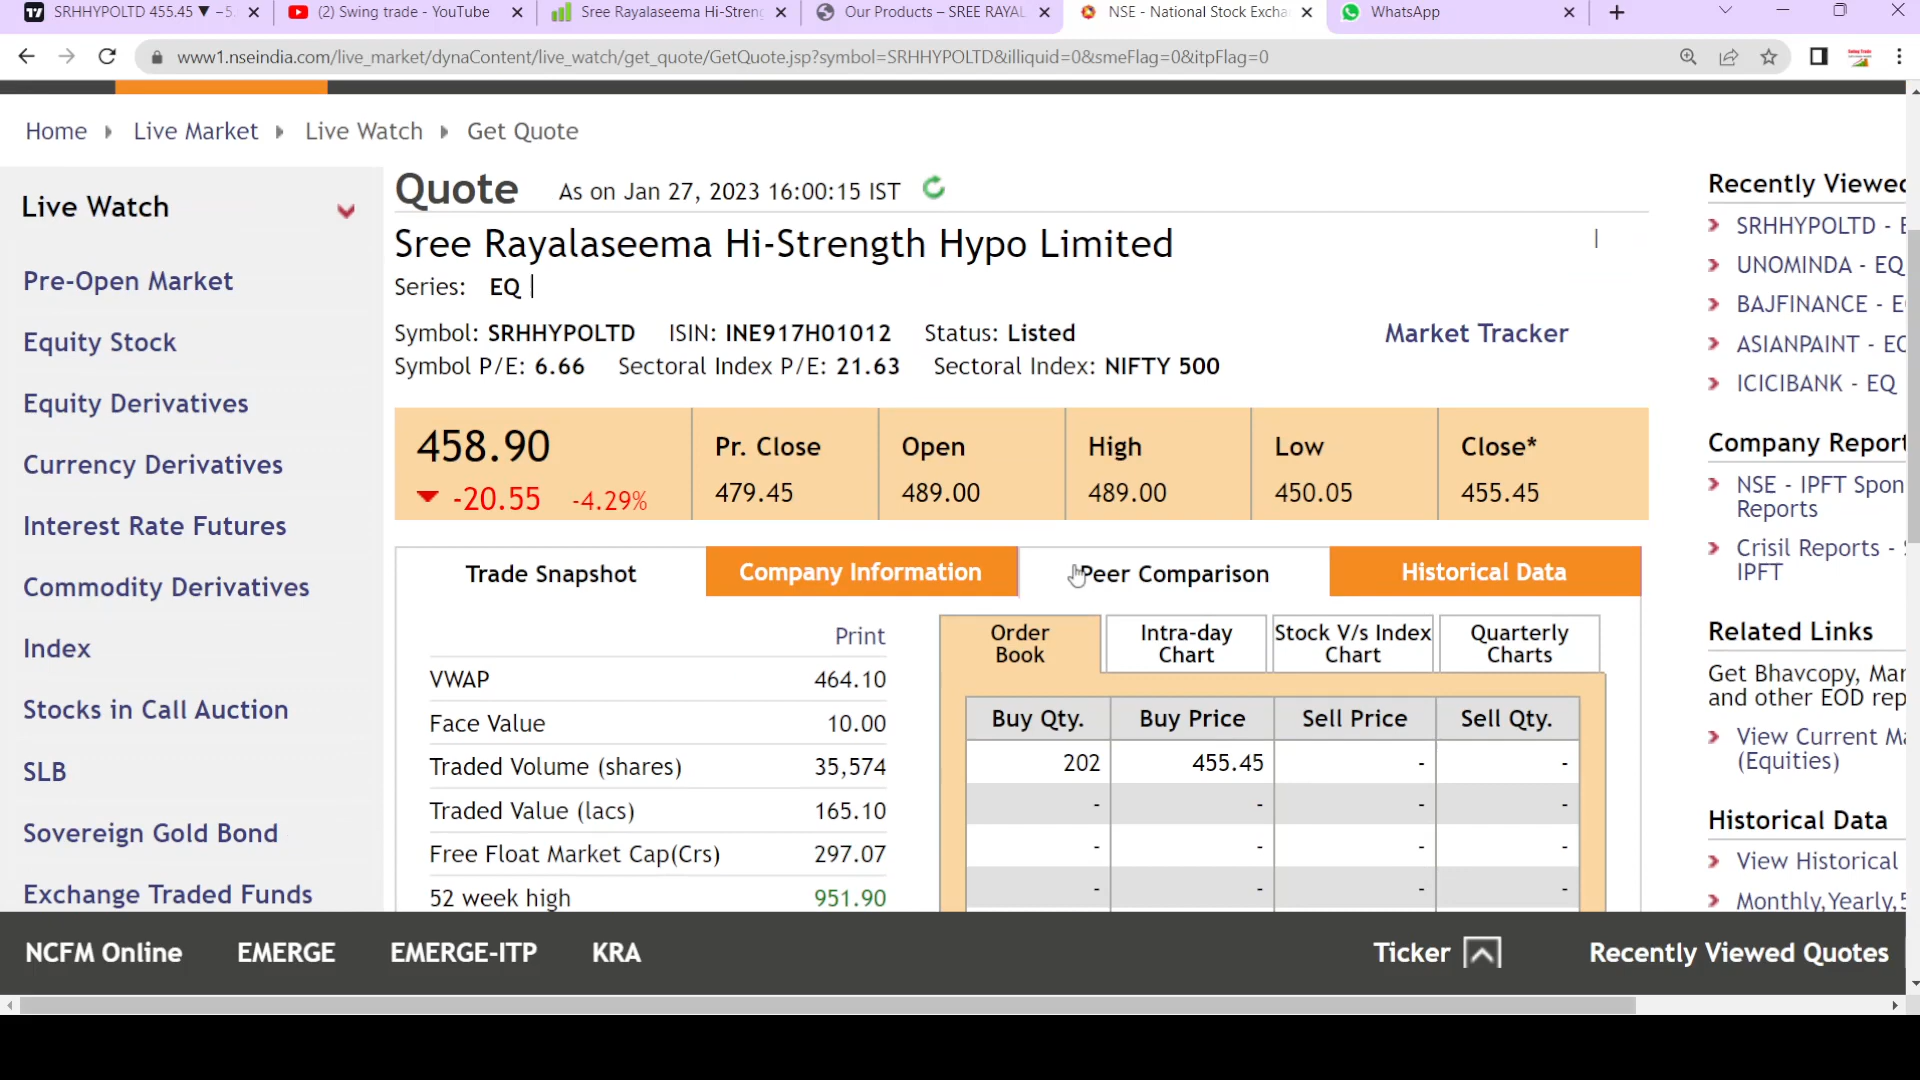 SRHHYPOLTD 455.45 ▼ −5.
(2) Swing trade - YouTube
Sree Rayalaseema Hi-Streng
Our Products – SREE RAYAL
NSE - National Stock Excha
WhatsApp
www1.nseindia.com/live_market/dynaContent/live_watch/get_quote/GetQuote.jsp?symbol=SRHHYPOLTD&illiquid=0&smeFlag=0&itpFlag=0
Home Live Market Live Watch Get Quote
Live Watch
Pre-Open Market
Equity Stock
Equity Derivatives
Currency Derivatives
Interest Rate Futures
Commodity Derivatives
Index
Stocks in Call Auction
SLB
Sovereign Gold Bond
Exchange Traded Funds
Quote As on Jan 27, 2023 16:00:15 IST
Sree Rayalaseema Hi-Strength Hypo Limited |
Series: EQ |
Symbol: SRHHYPOLTD ISIN: INE917H01012 Status: Listed Market Tracker
Symbol P/E: 6.66 Sectoral Index P/E: 21.63 Sectoral Index: NIFTY 500
458.90 Pr. Close Open High Low Close*
-20.55 -4.29% 479.45 489.00 489.00 450.05 455.45
Trade Snapshot Company Information Peer Comparison Historical Data
Print
VWAP 464.10
Face Value 10.00
Traded Volume (shares) 35,574
Traded Value (lacs) 165.10
Free Float Market Cap(Crs) 297.07
52 week high 951.90
Order Book
Intra-day Chart
Stock V/s Index Chart
Quarterly Charts
Buy Qty. Buy Price Sell Price Sell Qty.
202 455.45 - -
- - - -
- - - -
- - - -
Recently Viewed
SRHHYPOLTD - E
UNOMINDA - EQ
BAJFINANCE - E
ASIANPAINT - EQ
ICICIBANK - EQ
Company Report
NSE - IPFT Spon
Reports
Crisil Reports - S
IPFT
Related Links
Get Bhavcopy, Mar
and other EOD rep
View Current Ma
(Equities)
Historical Data
View Historical
Monthly,Yearly,5
NCFM Online EMERGE EMERGE-ITP KRA Ticker Recently Viewed Quotes